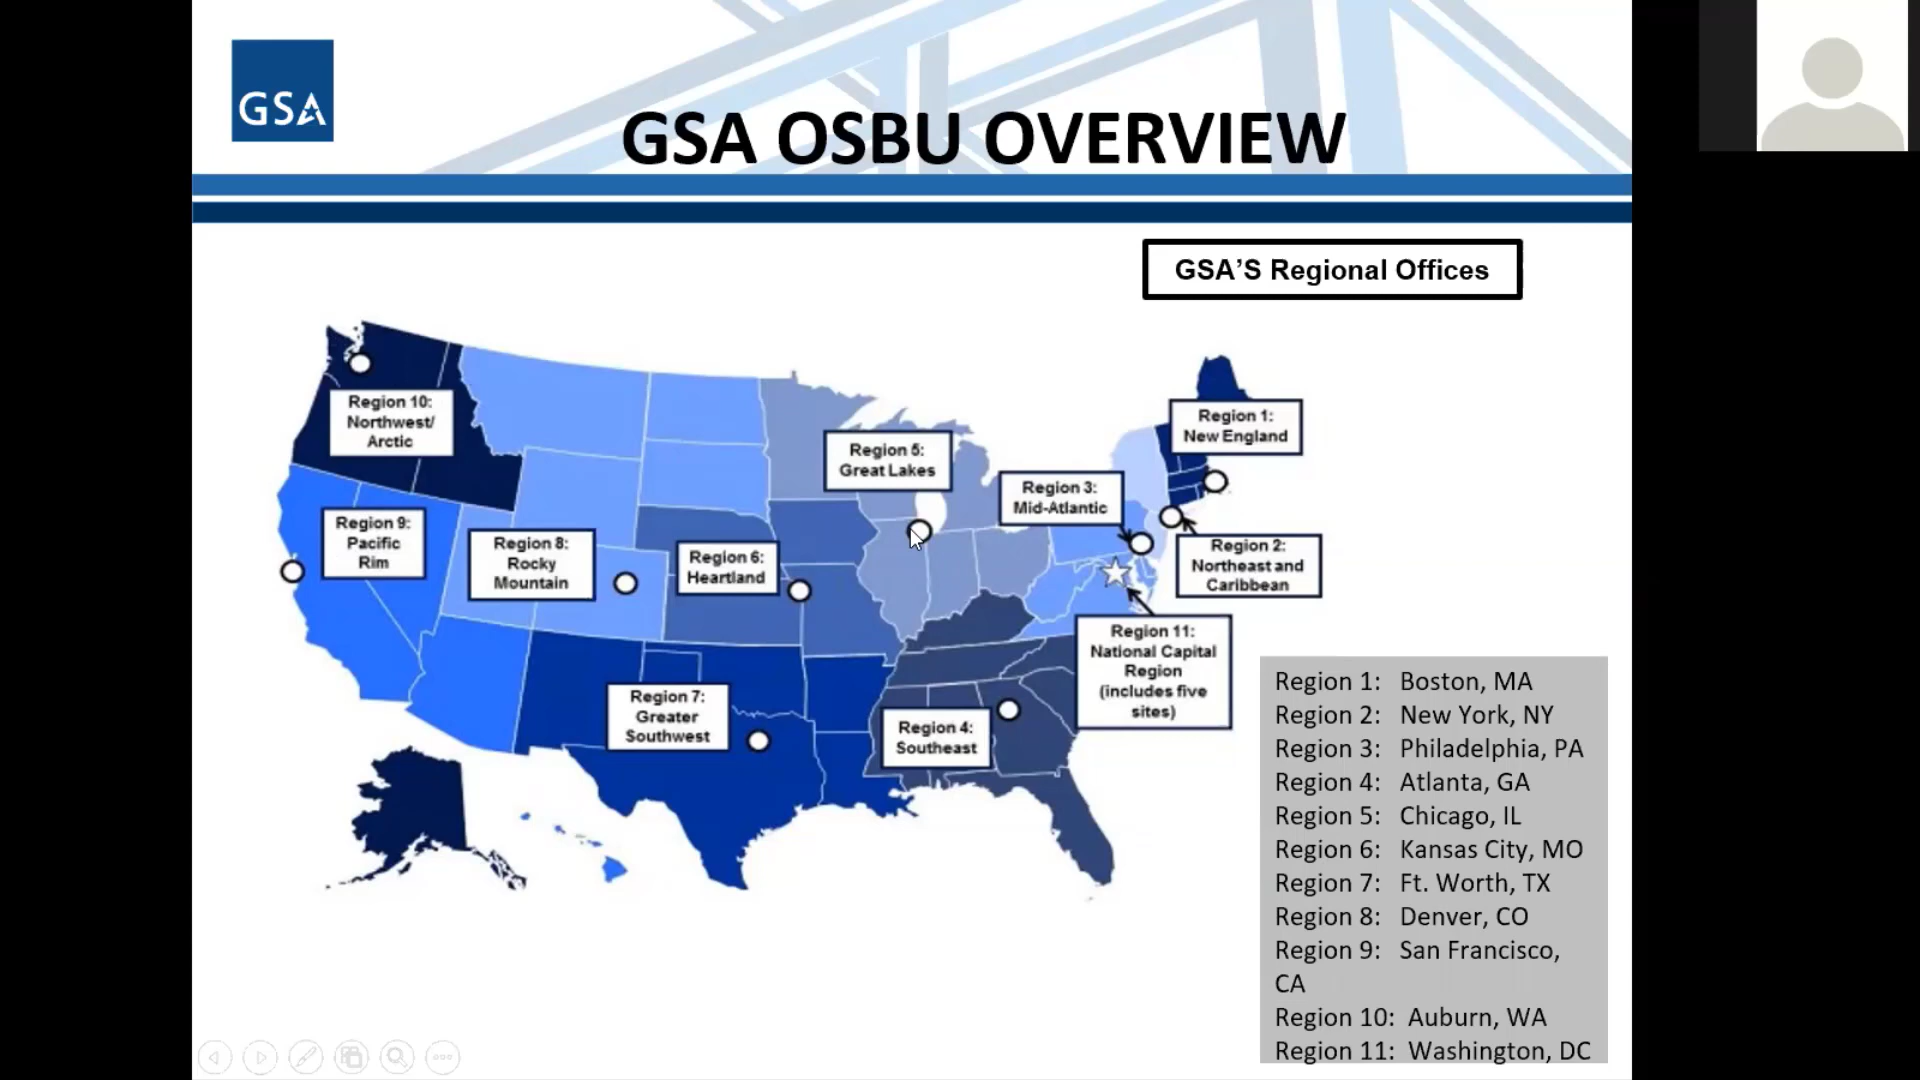 GSA
GSA OSBU OVERVIEW
GSA’S Regional Offices
Region 10:
Northwest/
Arctic
Region 9:
Pacific
Rim
Region 8:
Rocky
Mountain
Region 6:
Heartland
Region 5:
Great Lakes
Region 3:
Mid-Atlantic
Region 1:
New England
Region 2:
Northeast and
Caribbean
Region 11:
National Capital
Region
(includes five
sites)
Region 7:
Greater
Southwest
Region 4:
Southeast
Region 1: Boston, MA
Region 2: New York, NY
Region 3: Philadelphia, PA
Region 4: Atlanta, GA
Region 5: Chicago, IL
Region 6: Kansas City, MO
Region 7: Ft. Worth, TX
Region 8: Denver, CO
Region 9: San Francisco,
CA
Region 10: Auburn, WA
Region 11: Washington, DC